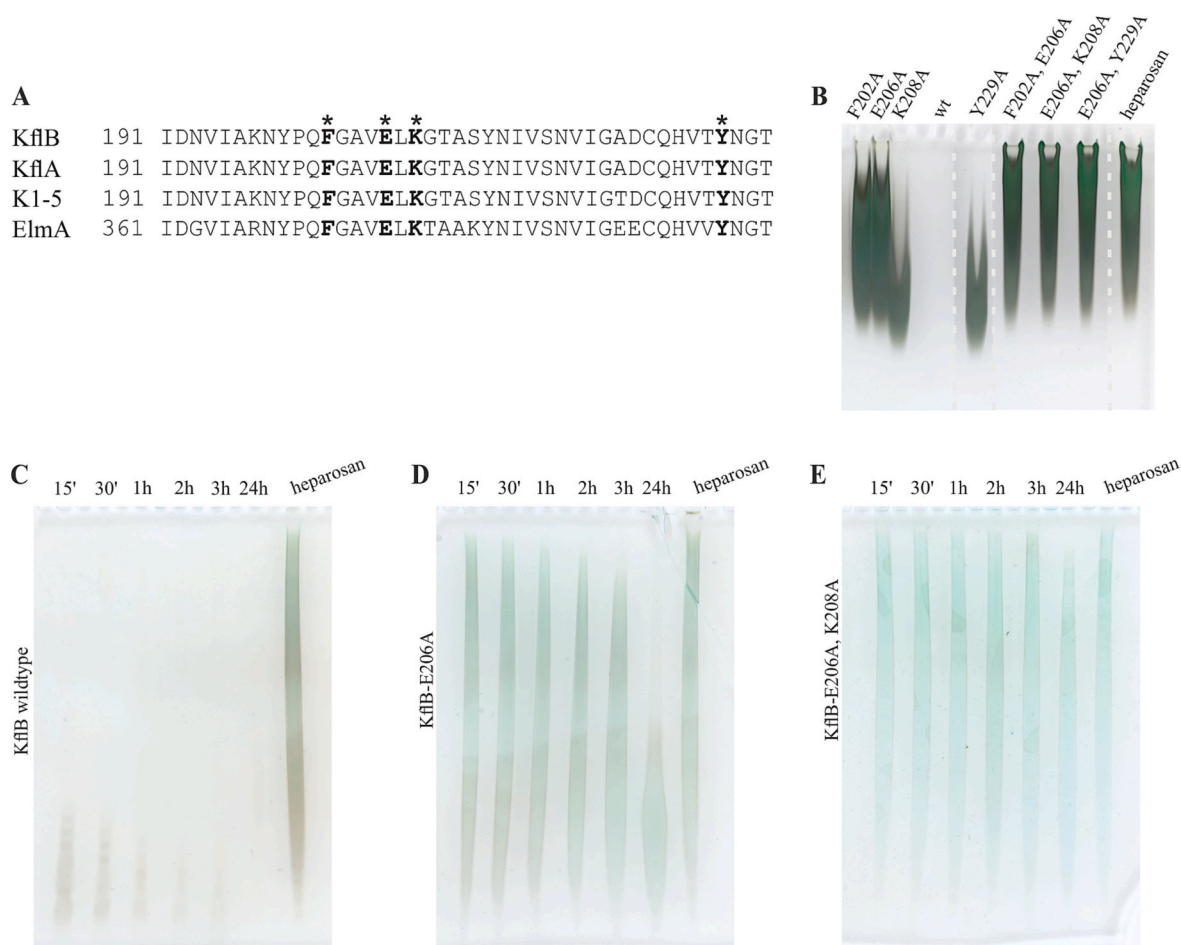 A
* * * *
KflB 191 IDNVIAKNYPQFGAVELKGTASYNIVSNVIGADCQHVTYNGT
KflA 191 IDNVIAKNYPQFGAVELKGTASYNIVSNVIGADCQHVTYNGT
K1-5 191 IDNVIAKNYPQFGAVELKGTASYNIVSNVIGTDCQHVTYNGT
ElmA 361 IDGVIARNYPQFGAVELKTAAKYNIVSNVIGEECQHVVYNGT
B
F202A E206A K208A wt Y229A F202A, E206A E206A, K208A E206A, Y229A heparosan
C
15' 30' 1h 2h 3h 24h heparosan
KflB wildtype
D
15' 30' 1h 2h 3h 24h heparosan
KflB-E206A
E
15' 30' 1h 2h 3h 24h heparosan
KflB-E206A, K208A